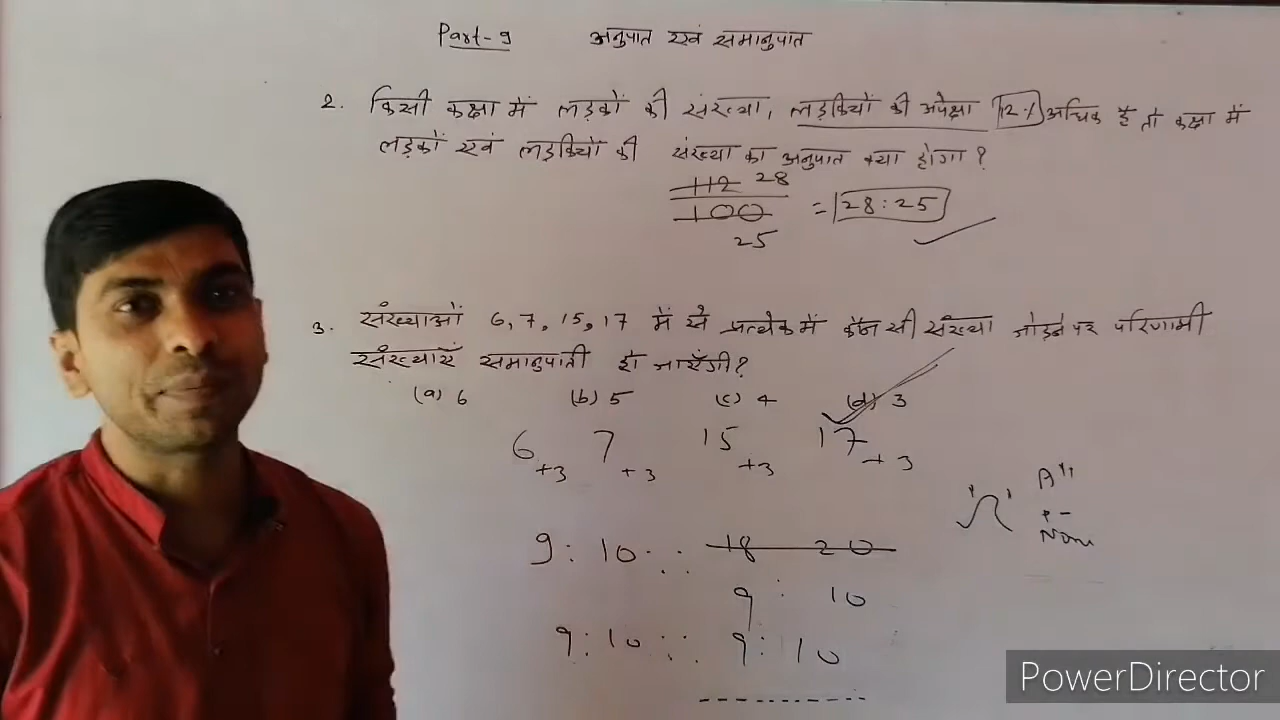 Part-9 अनुपात एवं समानुपात
2. किसी कक्षा में लड़कों की संख्या, लड़कियों की अपेक्षा 12% अधिक है तो कक्षा में
लड़कों एवं लड़कियों की संख्या का अनुपात क्या होगा?
112 28
100 = 28:25
25
3. संख्याओं 6, 7, 15, 17 में से प्रत्येक में कौन सी संख्या जोड़ने पर परिणामी
संख्याएँ समानुपाती हो जाएँगी?
(a) 6 (b) 5 (c) 4 (d) 3
6 7 15 17
+3 +3 +3 +3
9 : 10 :: 18 20
9 : 10
9 : 10 :: 9 : 10
PowerDirector